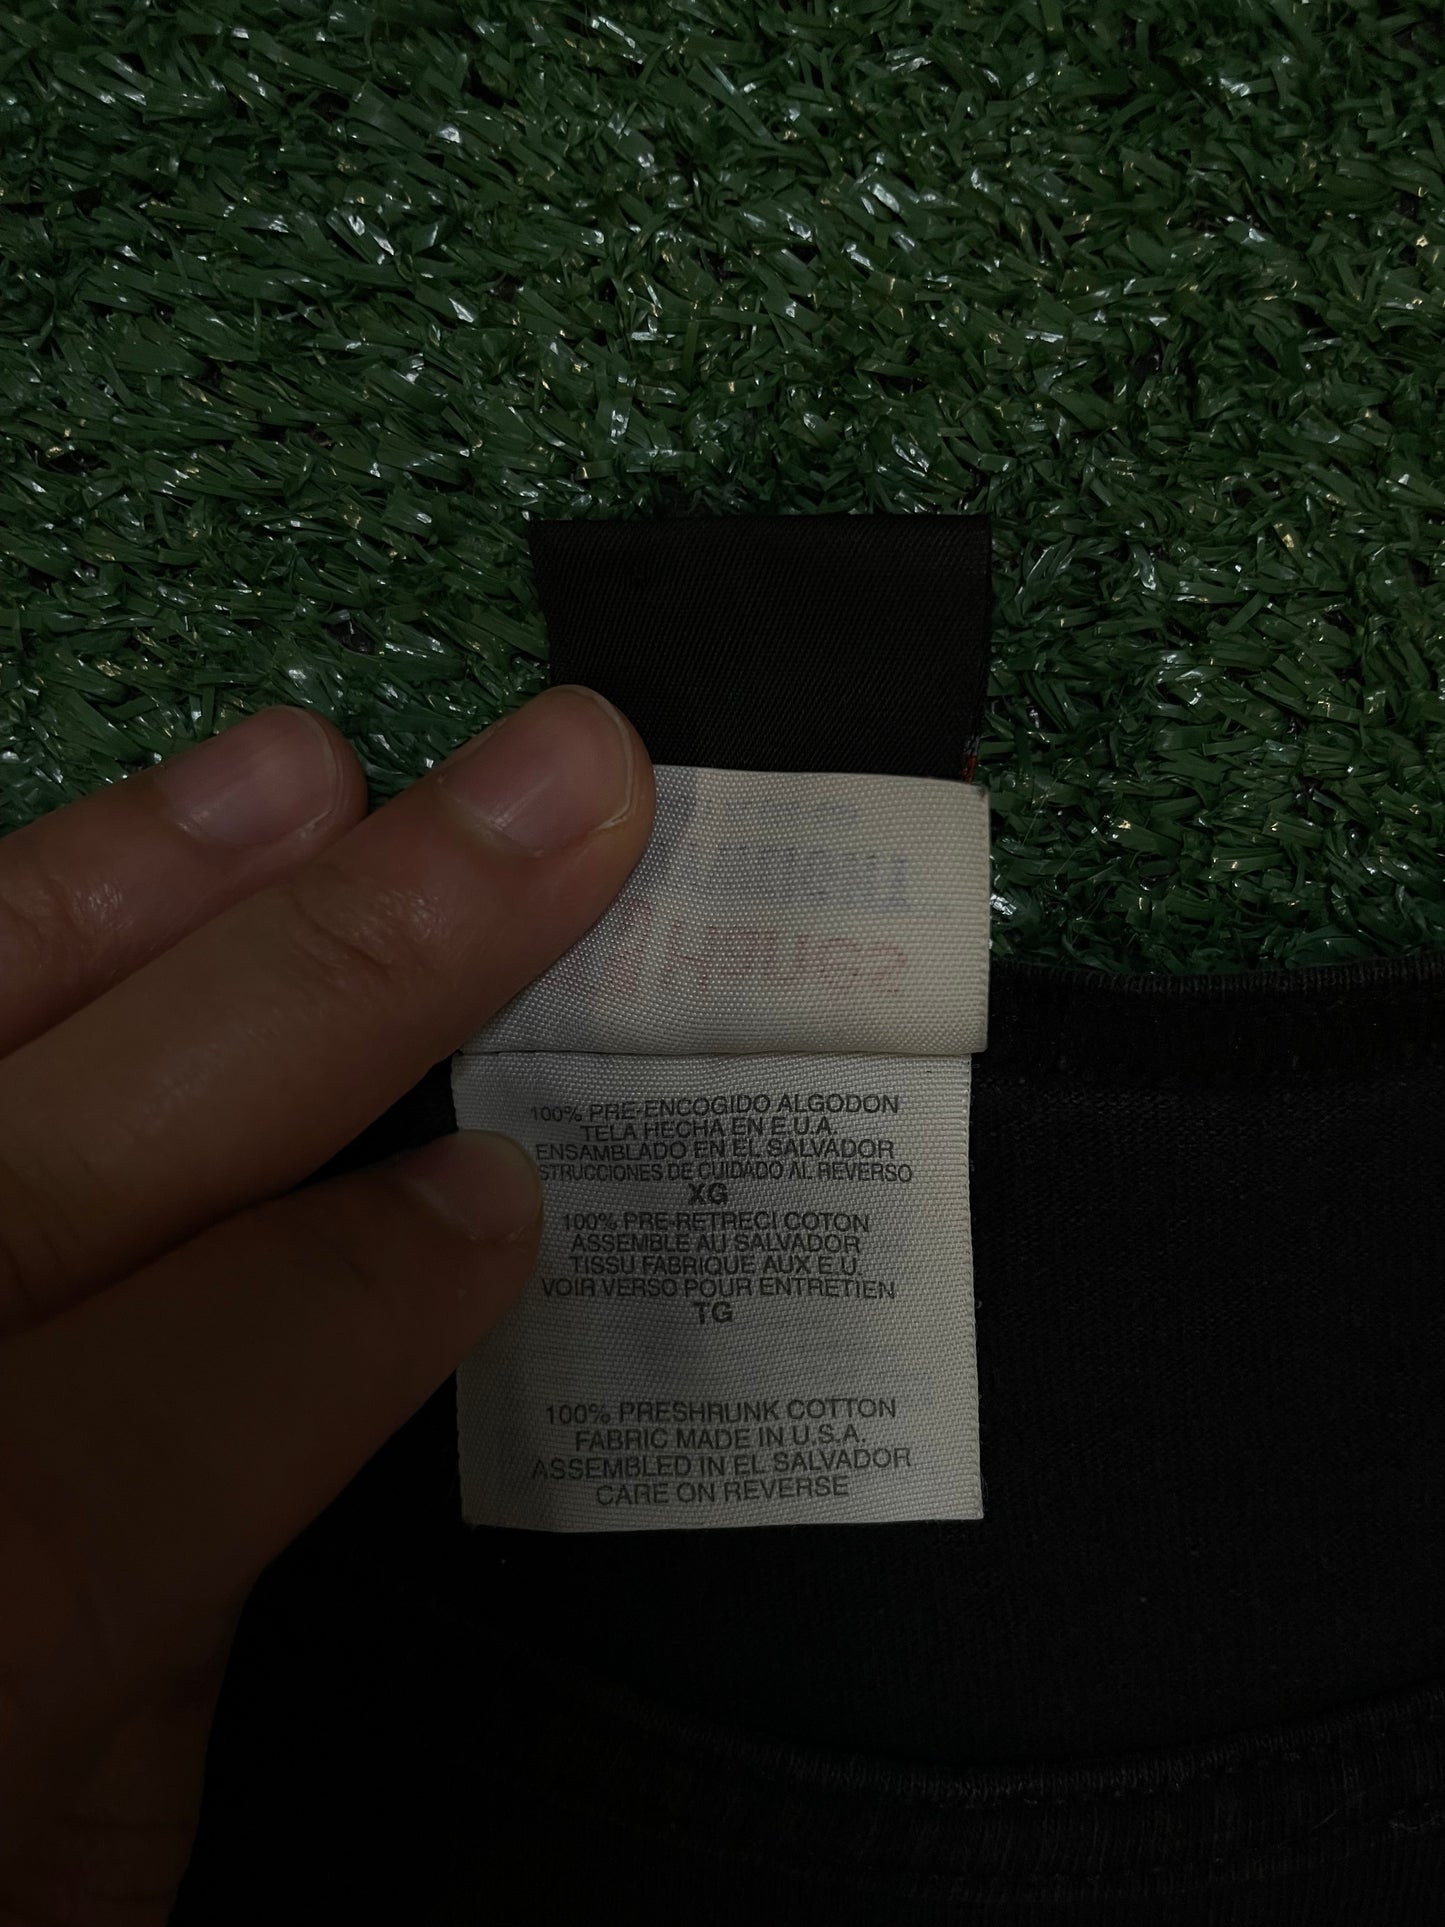 100% PRE-ENCOGIDO ALGODON
TELA HECHA EN E.U.A.
ENSAMBLADO EN EL SALVADOR
STRUCCIONES DE CUIDADO AL REVERSO
XG
100% PRE-RETRECI COTON
ASSEMBLE AU SALVADOR
TISSU FABRIQUE AUX E.U.
VOIR VERSO POUR ENTRETIEN
TG
100% PRESHRUNK COTTON
FABRIC MADE IN U.S.A.
ASSEMBLED IN EL SALVADOR
CARE ON REVERSE